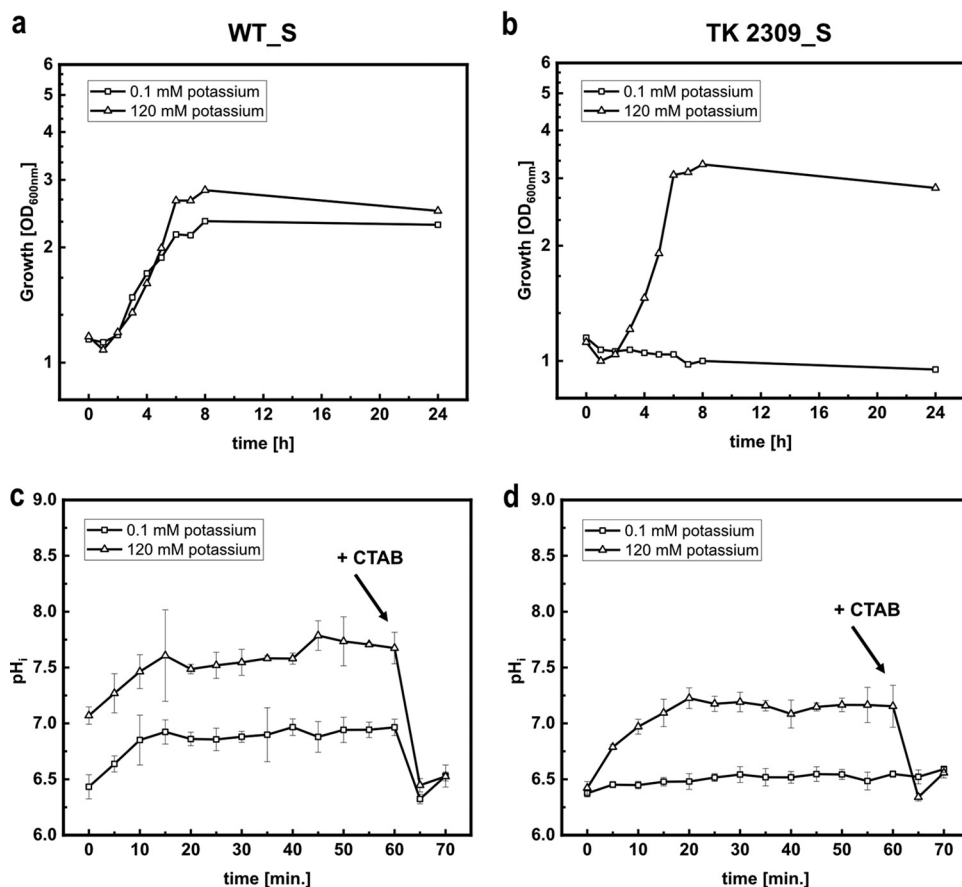 a
WT_S
6
5
4
3
2
1
Growth [OD600nm]
0.1 mM potassium
120 mM potassium
0 4 8 12 16 20 24
time [h]
b
TK 2309_S
6
5
4
3
2
1
Growth [OD600nm]
0.1 mM potassium
120 mM potassium
0 4 8 12 16 20 24
time [h]
c
9.0
8.5
8.0
7.5
7.0
6.5
6.0
pHi
0.1 mM potassium
120 mM potassium
+ CTAB
0 10 20 30 40 50 60 70
time [min.]
d
9.0
8.5
8.0
7.5
7.0
6.5
6.0
pHi
0.1 mM potassium
120 mM potassium
+ CTAB
0 10 20 30 40 50 60 70
time [min.]